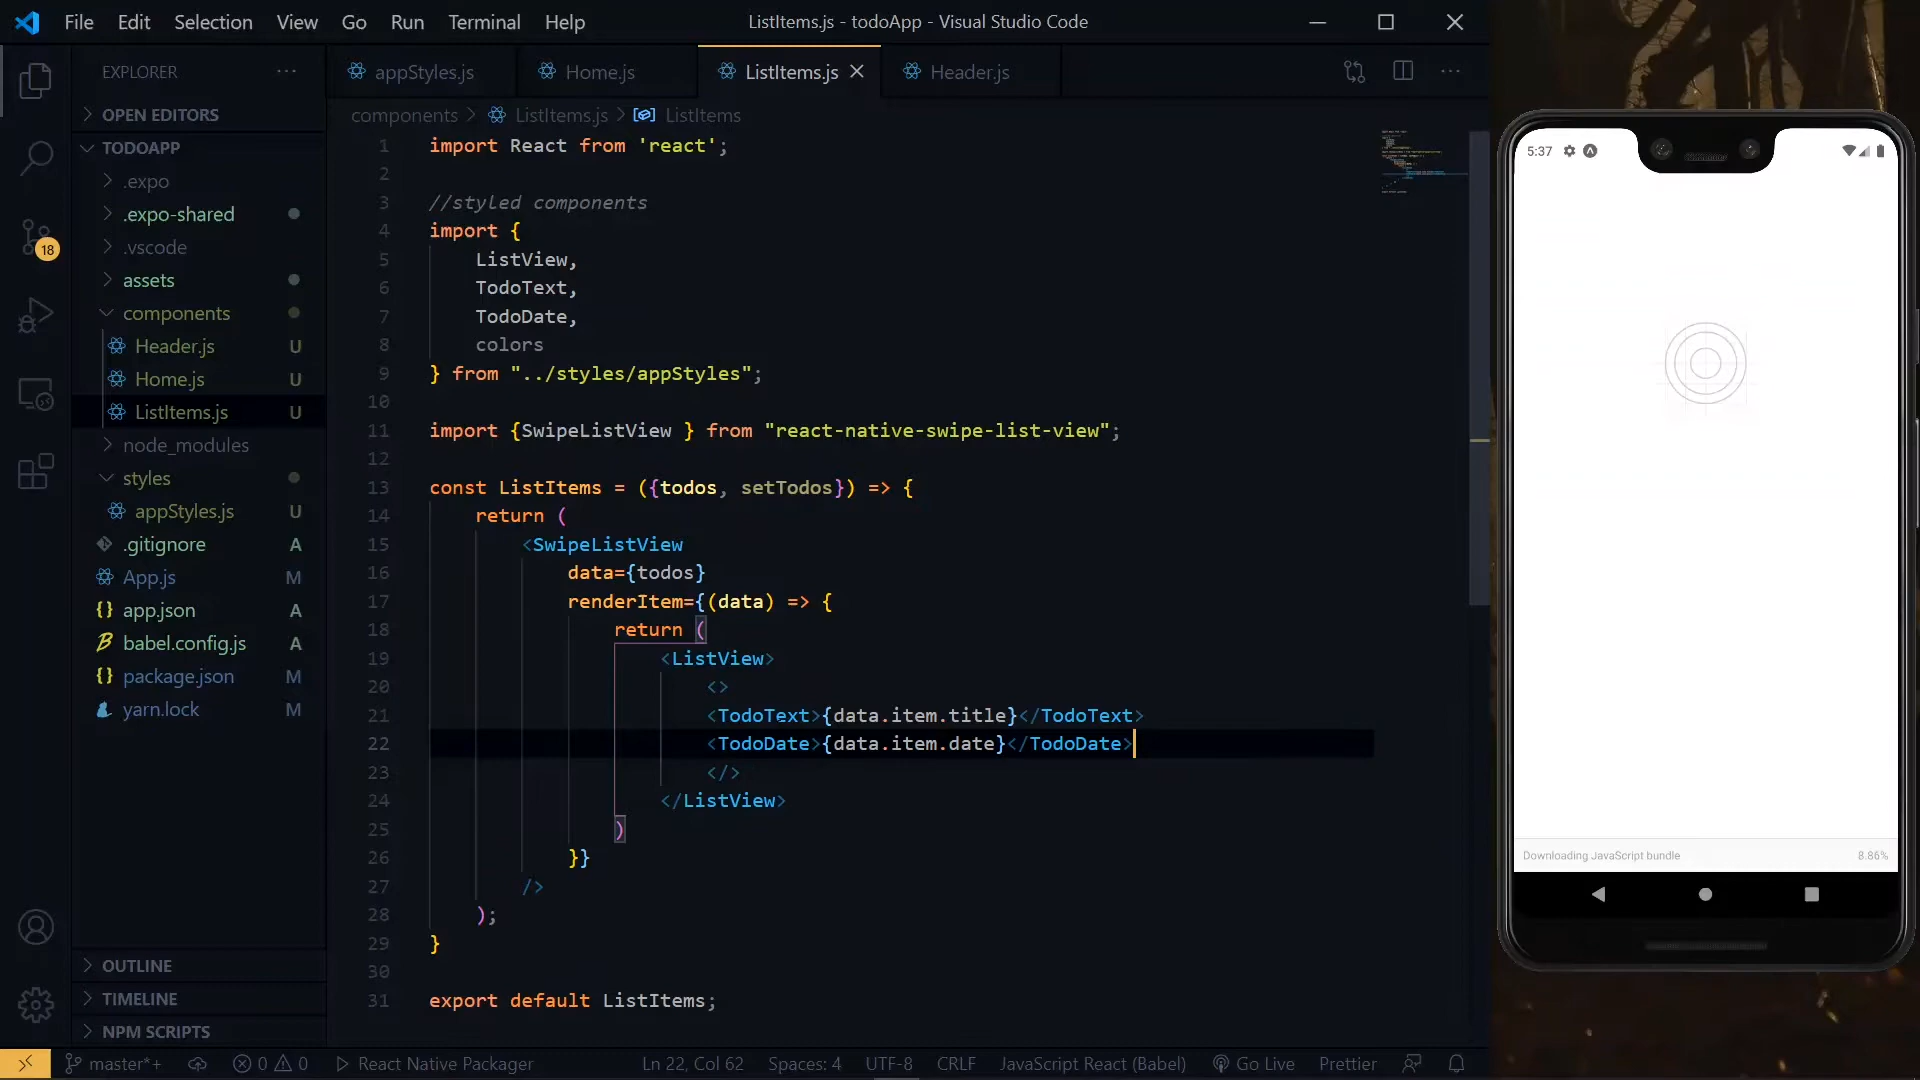 File Edit Selection View Go Run Terminal Help
ListItems.js - todoApp - Visual Studio Code
EXPLORER
OPEN EDITORS
TODOAPP
.expo
.expo-shared
.vscode
assets
components
Header.js U
Home.js U
ListItems.js U
node_modules
styles
appStyles.js U
.gitignore A
App.js M
app.json A
babel.config.js A
package.json M
yarn.lock M
OUTLINE
TIMELINE
NPM SCRIPTS
18
appStyles.js Home.js ListItems.js Header.js
components > ListItems.js > ListItems
1 import React from 'react';
2
3 //styled components
4 import {
5 ListView,
6 TodoText,
7 TodoDate,
8 colors
9 } from "../styles/appStyles";
10
11 import {SwipeListView } from "react-native-swipe-list-view";
12
13 const ListItems = ({todos, setTodos}) => {
14 return (
15 <SwipeListView
16 data={todos}
17 renderItem={(data) => {
18 return (
19 <ListView>
20 <>
21 <TodoText>{data.item.title}</TodoText>
22 <TodoDate>{data.item.date}</TodoDate>
23 </>
24 </ListView>
25 )
26 }}
27 />
28 );
29 }
30
31 export default ListItems;
master*+ 0 0 React Native Packager Ln 22, Col 62 Spaces: 4 UTF-8 CRLF JavaScript React (Babel) Go Live Prettier
5:37
Downloading JavaScript bundle 8.86%